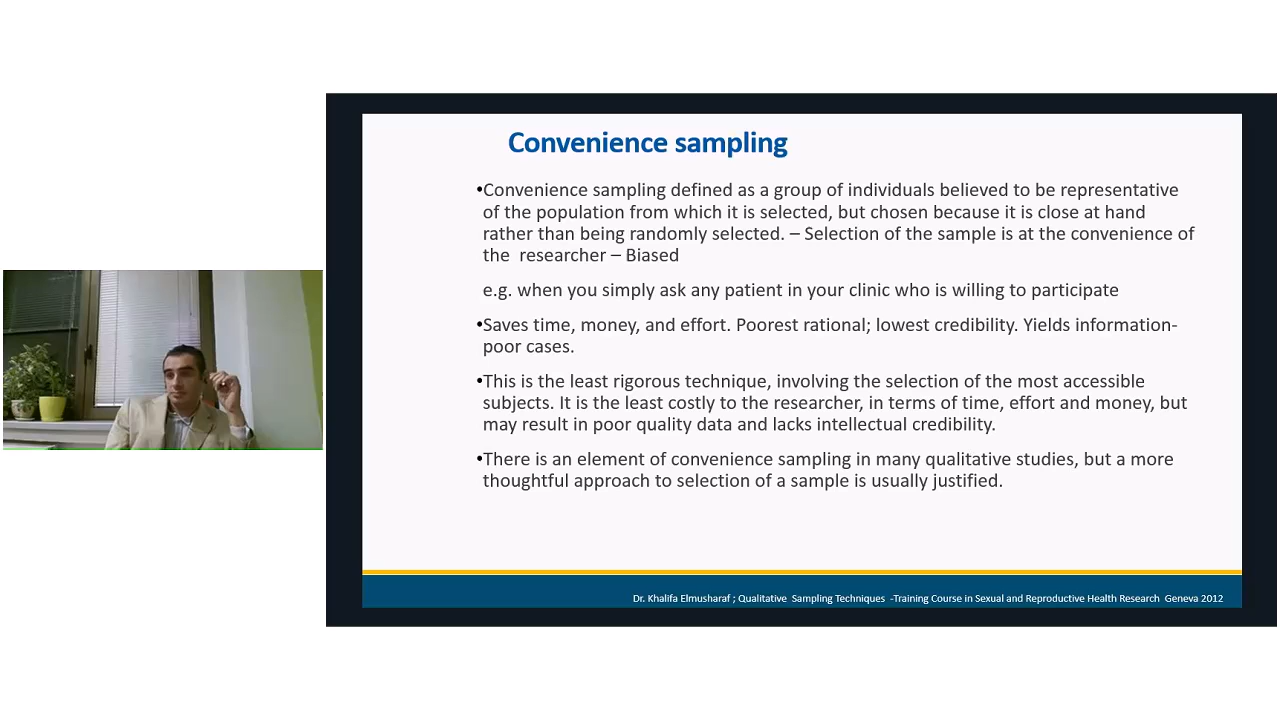 Convenience sampling
•Convenience sampling defined as a group of individuals believed to be representative
of the population from which it is selected, but chosen because it is close at hand
rather than being randomly selected. – Selection of the sample is at the convenience of
the  researcher – Biased
e.g. when you simply ask any patient in your clinic who is willing to participate
•Saves time, money, and effort. Poorest rational; lowest credibility. Yields information-
poor cases.
•This is the least rigorous technique, involving the selection of the most accessible
subjects. It is the least costly to the researcher, in terms of time, effort and money, but
may result in poor quality data and lacks intellectual credibility.
•There is an element of convenience sampling in many qualitative studies, but a more
thoughtful approach to selection of a sample is usually justified.
Dr. Khalifa Elmusharaf ; Qualitative  Sampling Techniques  -Training Course in Sexual and Reproductive Health Research  Geneva 2012